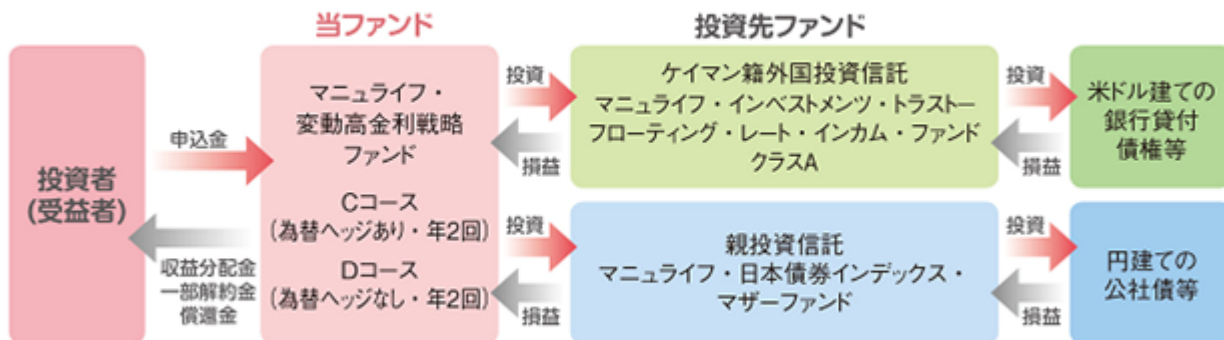 当ファンド
投資先ファンド
投資者
(受益者)
申込金
収益分配金
一部解約金
償還金
マニュライフ・
変動高金利戦略
ファンド
Cコース
(為替ヘッジあり・年2回)
Dコース
(為替ヘッジなし・年2回)
投資
損益
投資
損益
ケイマン籍外国投資信託
マニュライフ・インベストメンツ・トラストー
フローティング・レート・インカム・ファンド
クラスA
親投資信託
マニュライフ・日本債券インデックス・
マザーファンド
投資
損益
投資
損益
米ドル建ての
銀行貸付
債権等
円建ての
公社債等